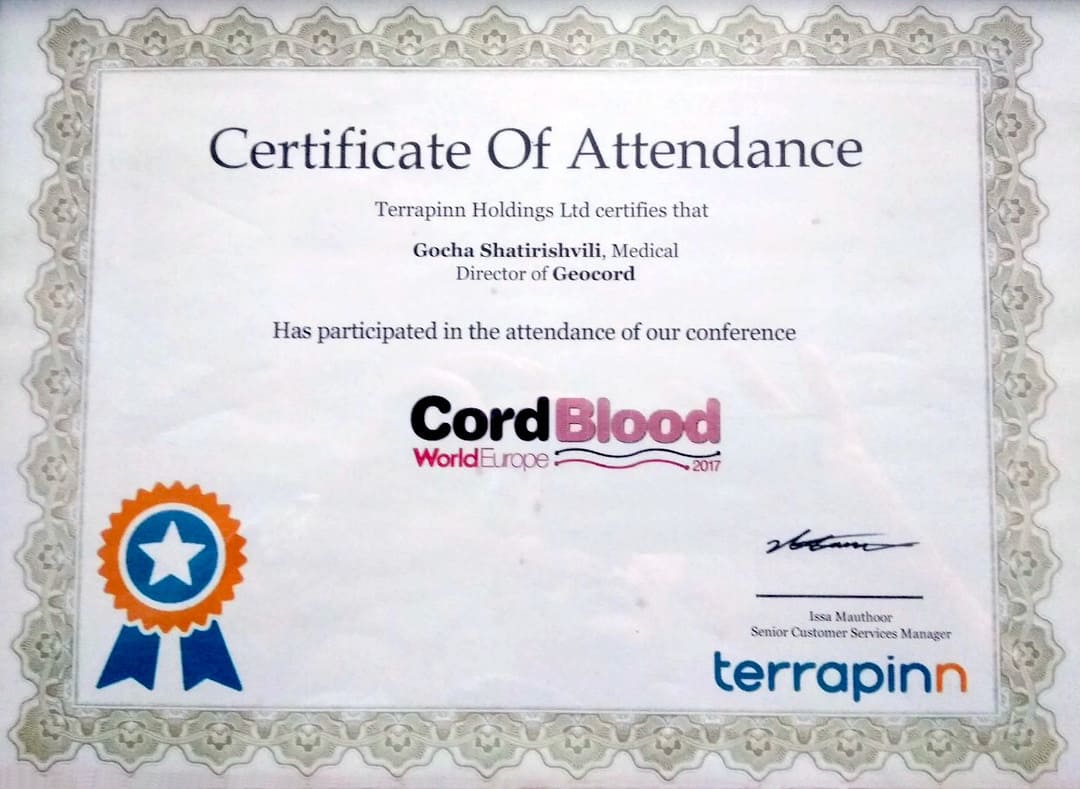 Certificate Of Attendance
Terrapinn Holdings Ltd certifies that
Gocha Shatirishvili, Medical
Director of Geocord
Has participated in the attendance of our conference
CordBlood
WorldEurope 2017
Issa Mauthoor
Senior Customer Services Manager
terrapinn